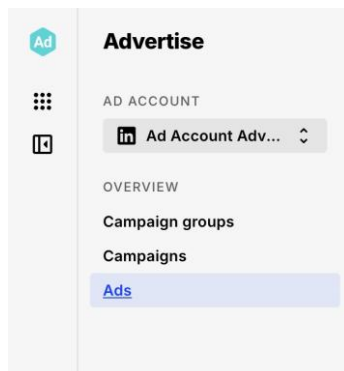 Ad
Advertise
AD ACCOUNT
in Ad Account Adv...
OVERVIEW
Campaign groups
Campaigns
Ads